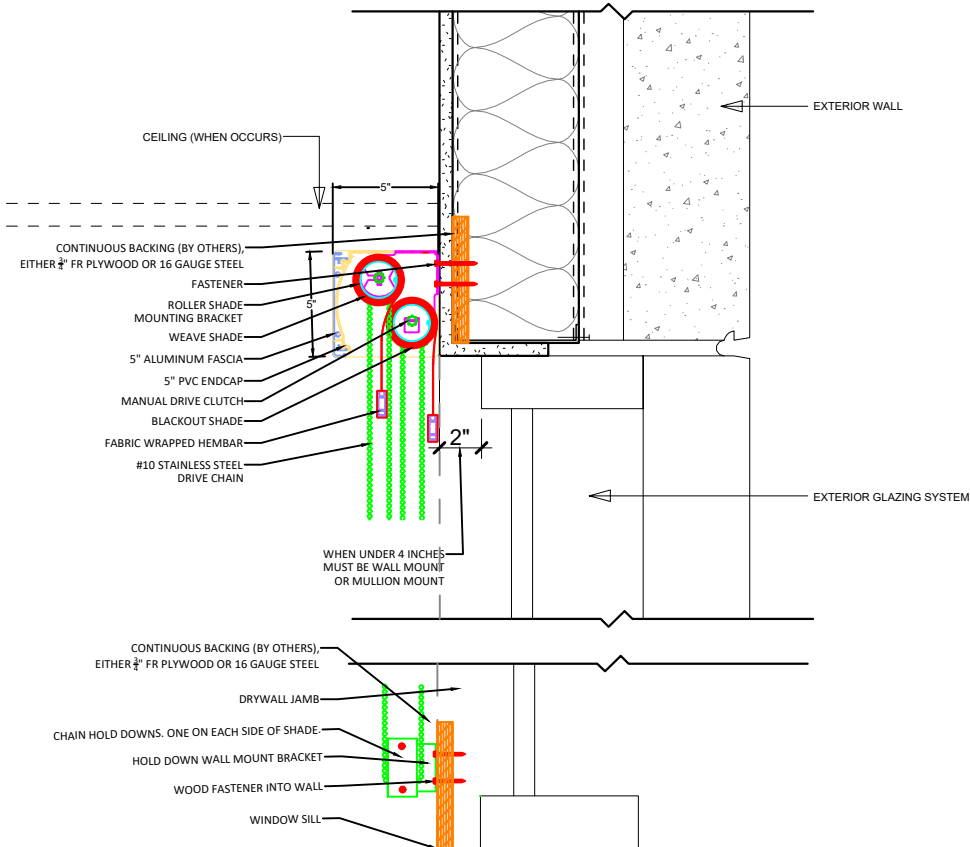 EXTERIOR WALL
CEILING (WHEN OCCURS)
5"
CONTINUOUS BACKING (BY OTHERS),
EITHER 3/4" FR PLYWOOD OR 16 GAUGE STEEL
FASTENER
ROLLER SHADE
MOUNTING BRACKET
5"
WEAVE SHADE
5" ALUMINUM FASCIA
5" PVC ENDCAP
MANUAL DRIVE CLUTCH
BLACKOUT SHADE
FABRIC WRAPPED HEMBAR
2"
#10 STAINLESS STEEL
DRIVE CHAIN
EXTERIOR GLAZING SYSTEM
WHEN UNDER 4 INCHES
MUST BE WALL MOUNT
OR MULLION MOUNT
CONTINUOUS BACKING (BY OTHERS),
EITHER 3/4" FR PLYWOOD OR 16 GAUGE STEEL
DRYWALL JAMB
CHAIN HOLD DOWNS. ONE ON EACH SIDE OF SHADE.
HOLD DOWN WALL MOUNT BRACKET
WOOD FASTENER INTO WALL
WINDOW SILL